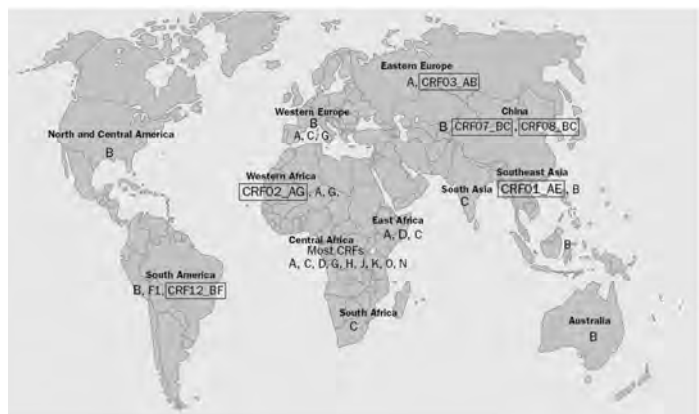 Eastern Europe
A, CRF03_AB
Western Europe
B
A, C, G
China
B CRF07_BC, CRF08_BC
North and Central America
B
Western Africa
CRF02_AG, A, G,
South Asia
C
Southeast Asia
CRF01_AE, B
East Africa
A, D, C
Central Africa
Most CRFs
A, C, D, G, H, J, K, O, N
B
South America
B, F1, CRF12_BF
South Africa
C
Australia
B